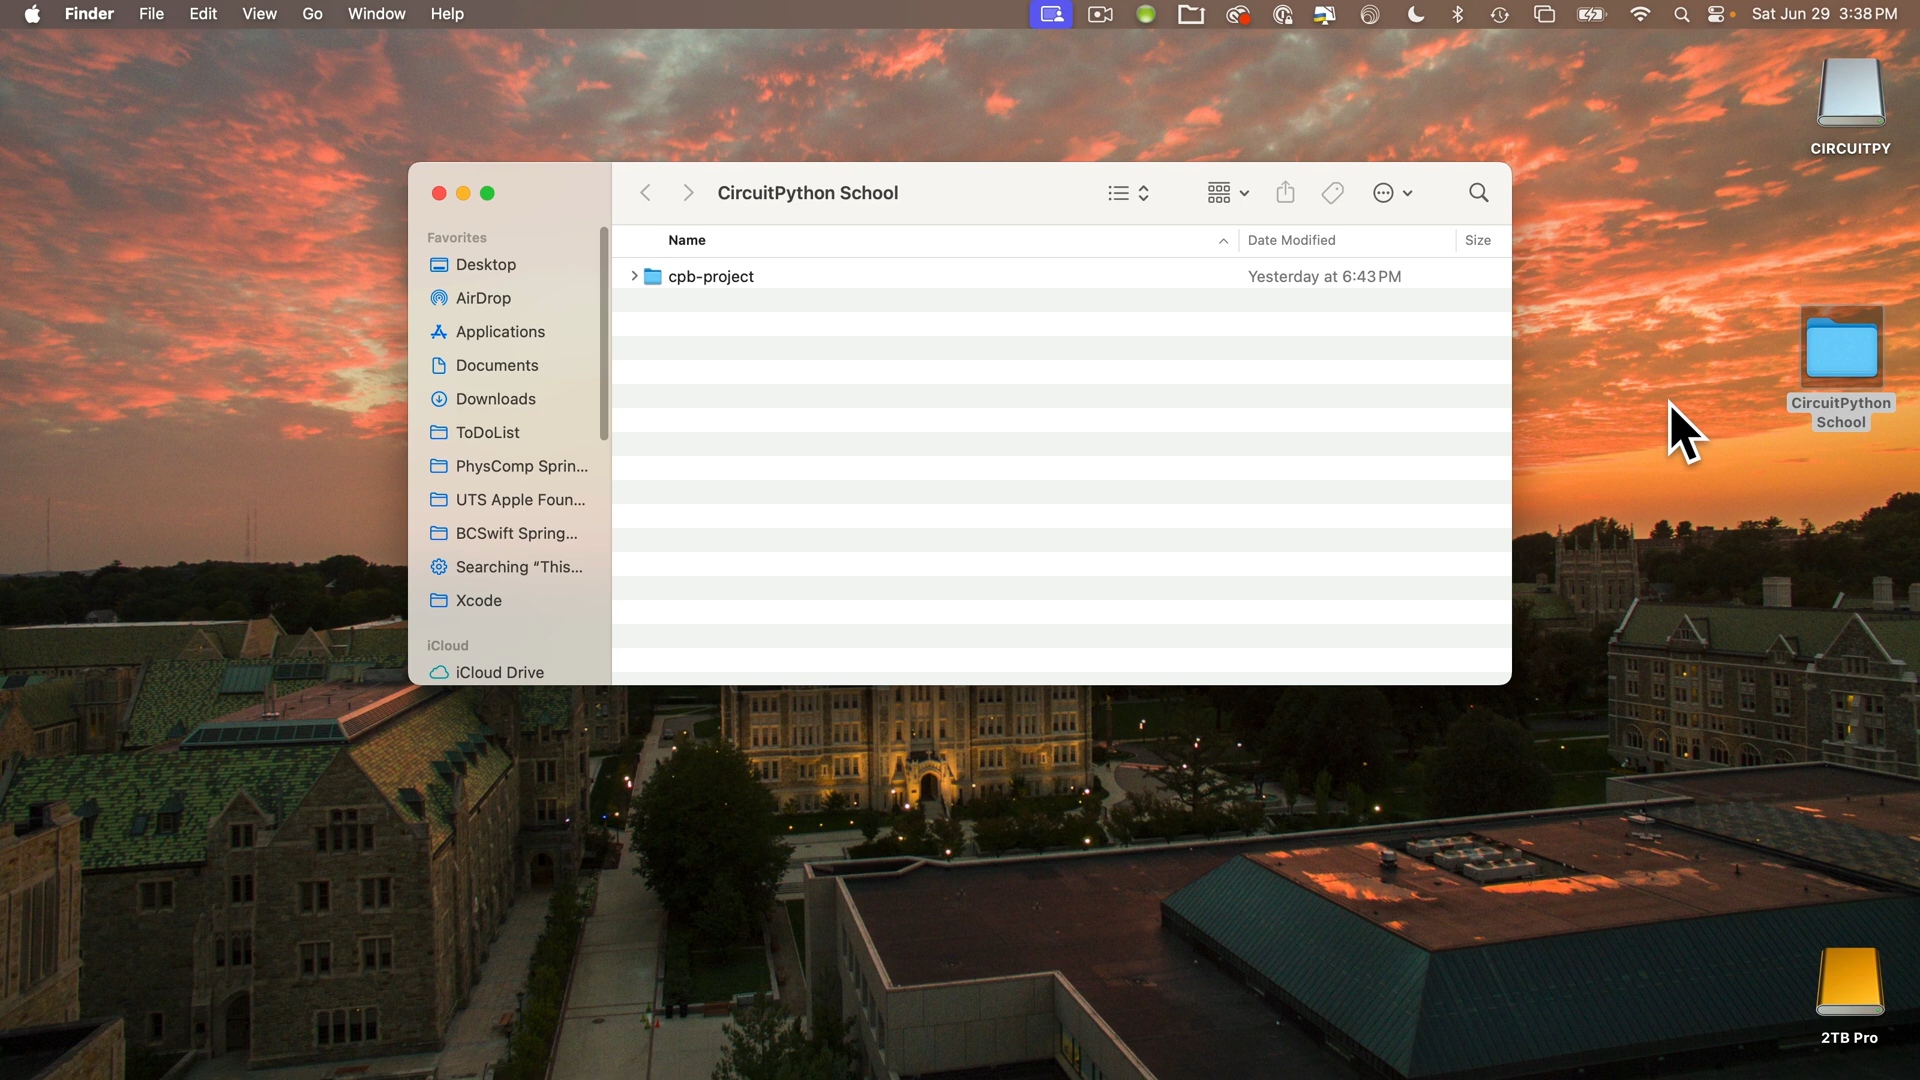 Finder File Edit View Go Window Help Sat Jun 29 3:38 PM
CIRCUITPY
CircuitPython School
Favorites
Desktop
AirDrop
Applications
Documents
Downloads
ToDoList
PhysComp Sprin...
UTS Apple Foun...
BCSwift Spring...
Searching “This...
Xcode
iCloud
iCloud Drive
Name Date Modified Size
cpb-project Yesterday at 6:43 PM
CircuitPython
School
2TB Pro